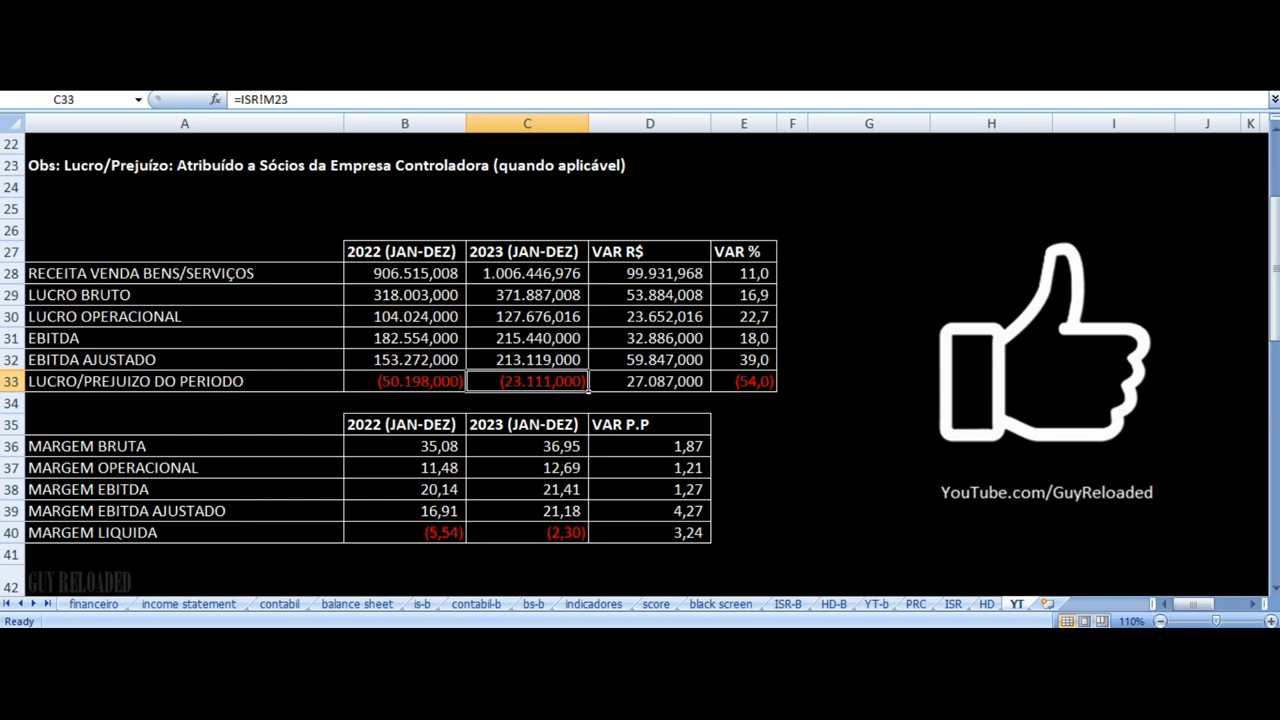 C33 fx =ISR!M23
A B C D E F G H I J K
22
23 Obs: Lucro/Prejuízo: Atribuído a Sócios da Empresa Controladora (quando aplicável)
24
25
26
27 2022 (JAN-DEZ) 2023 (JAN-DEZ) VAR R$ VAR %
28 RECEITA VENDA BENS/SERVIÇOS 906.515,008 1.006.446,976 99.931,968 11,0
29 LUCRO BRUTO 318.003,000 371.887,008 53.884,008 16,9
30 LUCRO OPERACIONAL 104.024,000 127.676,016 23.652,016 22,7
31 EBITDA 182.554,000 215.440,000 32.886,000 18,0
32 EBITDA AJUSTADO 153.272,000 213.119,000 59.847,000 39,0
33 LUCRO/PREJUIZO DO PERIODO (50.198,000) (23.111,000) 27.087,000 (54,0)
34
35 2022 (JAN-DEZ) 2023 (JAN-DEZ) VAR P.P
36 MARGEM BRUTA 35,08 36,95 1,87
37 MARGEM OPERACIONAL 11,48 12,69 1,21
38 MARGEM EBITDA 20,14 21,41 1,27
39 MARGEM EBITDA AJUSTADO 16,91 21,18 4,27
40 MARGEM LIQUIDA (5,54) (2,30) 3,24
41
42 GUY RELOADED
YouTube.com/GuyReloaded
financeiro income statement contabil balance sheet is-b contabil-b bs-b indicadores score black screen ISR-B HD-B YT-b PRC ISR HD YT
Ready 110%